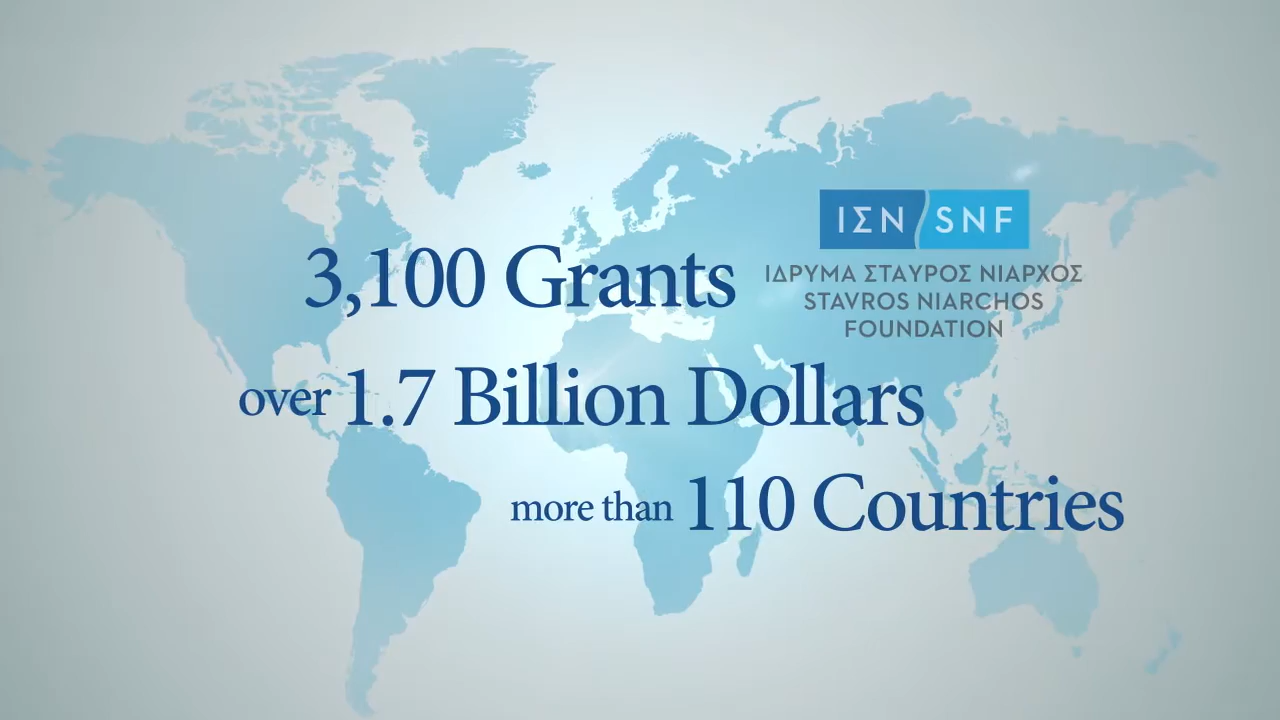 ΙΣΝ SNF
3,100 Grants
ΙΔΡΥΜΑ ΣΤΑΥΡΟΣ ΝΙΑΡΧΟΣ
STAVROS NIARCHOS
FOUNDATION
over 1.7 Billion Dollars
more than 110 Countries